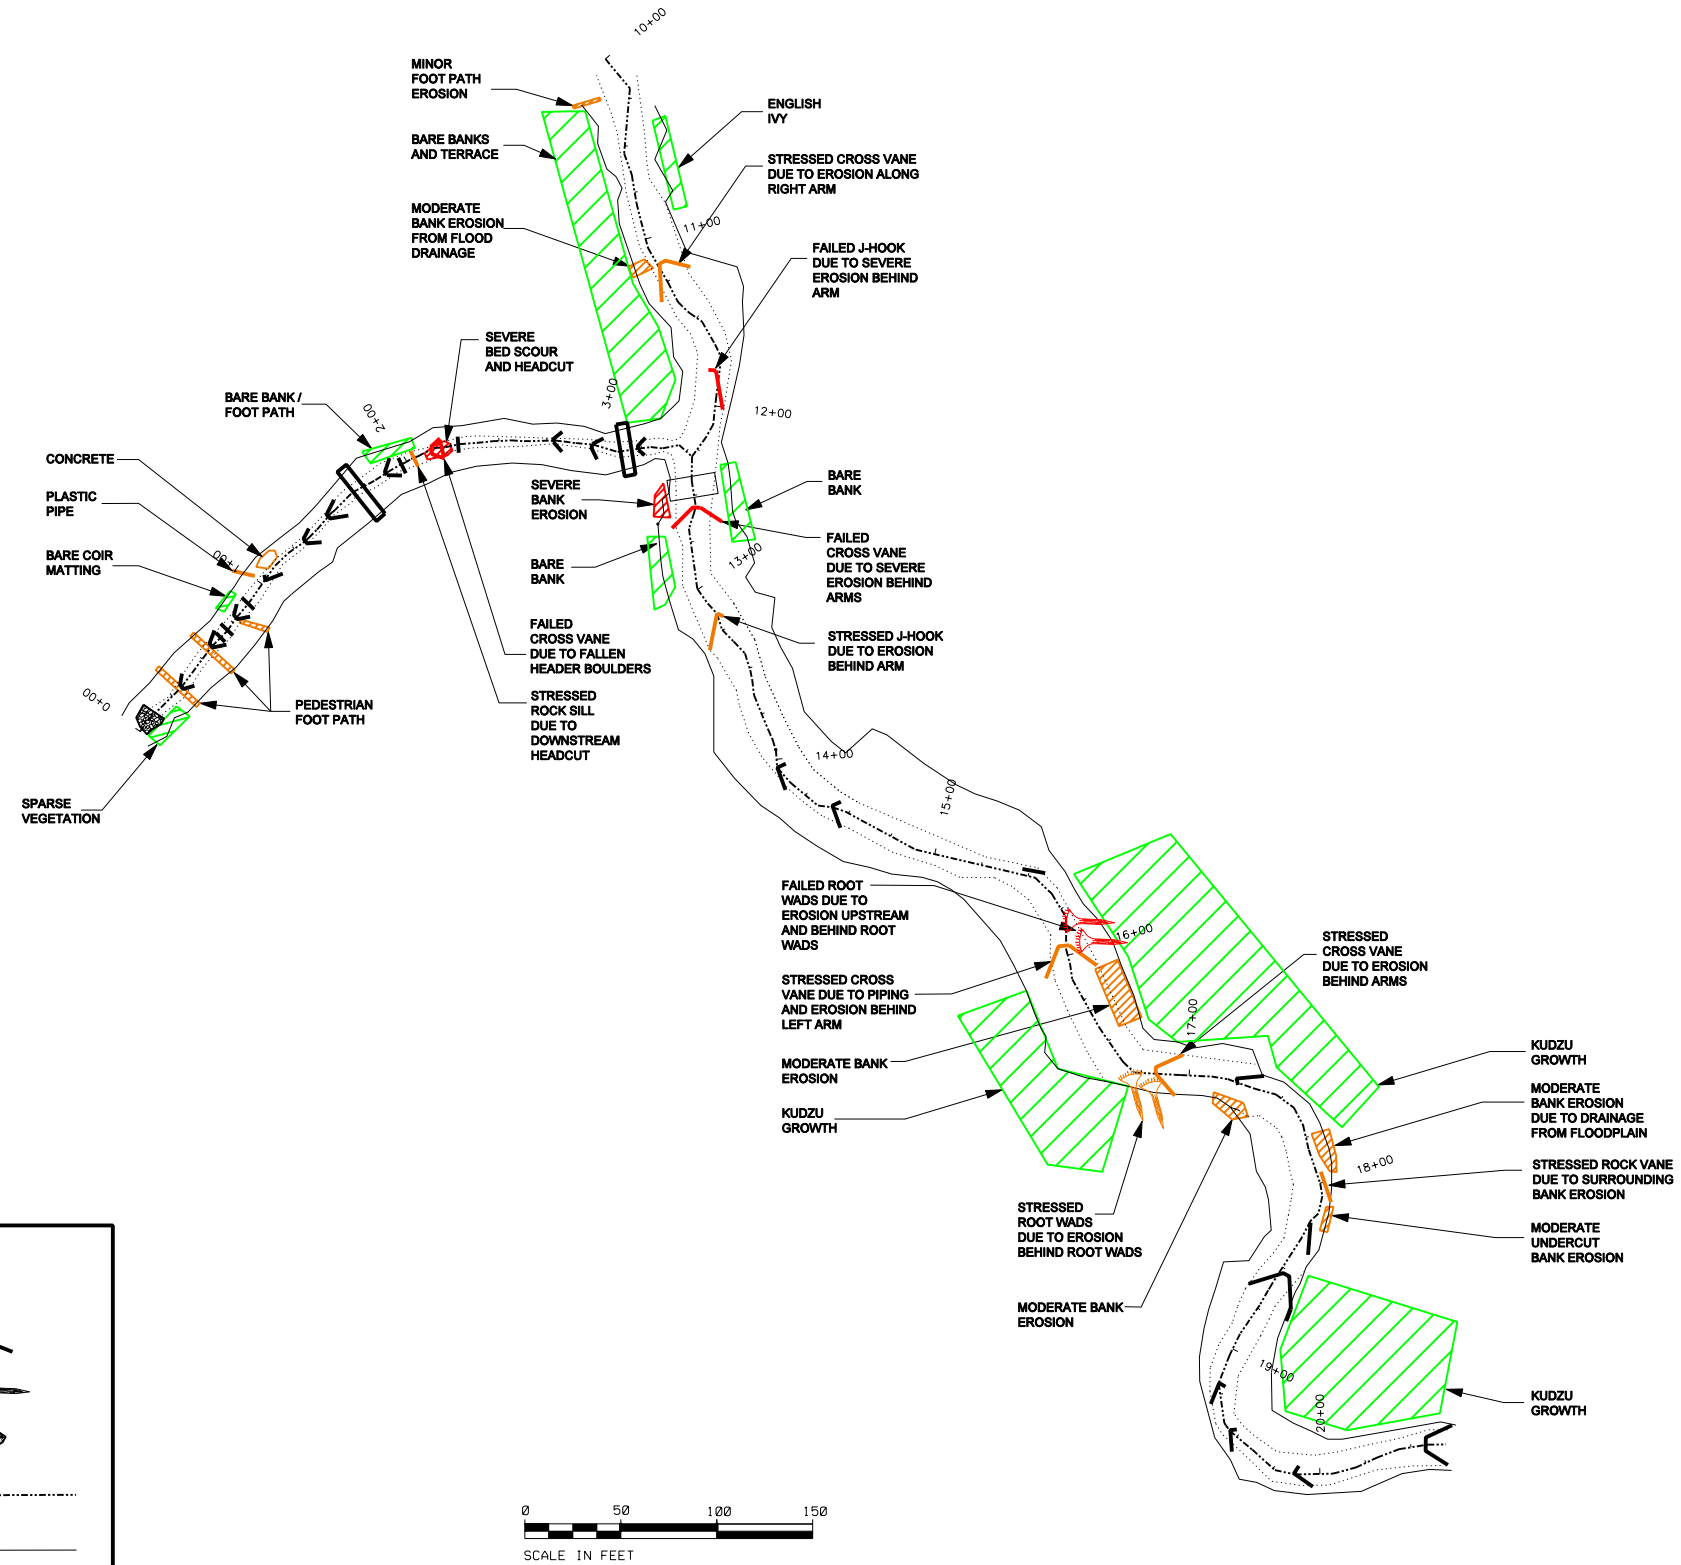 10+00
MINOR
FOOT PATH
EROSION
ENGLISH
IVY
BARE BANKS
AND TERRACE
STRESSED CROSS VANE
DUE TO EROSION ALONG
RIGHT ARM
MODERATE
BANK EROSION
FROM FLOOD
DRAINAGE
11+00
FAILED J-HOOK
DUE TO SEVERE
EROSION BEHIND
ARM
SEVERE
BED SCOUR
AND HEADCUT
BARE BANK /
FOOT PATH
2+00
3+00
12+00
CONCRETE
PLASTIC
PIPE
BARE COIR
MATTING
1+00
SEVERE
BANK
EROSION
BARE
BANK
BARE
BANK
13+00
FAILED
CROSS VANE
DUE TO SEVERE
EROSION BEHIND
ARMS
FAILED
CROSS VANE
DUE TO FALLEN
HEADER BOULDERS
STRESSED J-HOOK
DUE TO EROSION
BEHIND ARM
0+00
PEDESTRIAN
FOOT PATH
STRESSED
ROCK SILL
DUE TO
DOWNSTREAM
HEADCUT
14+00
15+00
SPARSE
VEGETATION
FAILED ROOT
WADS DUE TO
EROSION UPSTREAM
AND BEHIND ROOT
WADS
16+00
STRESSED
CROSS VANE
DUE TO EROSION
BEHIND ARMS
STRESSED CROSS
VANE DUE TO PIPING
AND EROSION BEHIND
LEFT ARM
17+00
MODERATE BANK
EROSION
KUDZU
GROWTH
KUDZU
GROWTH
MODERATE
BANK EROSION
DUE TO DRAINAGE
FROM FLOODPLAIN
18+00
STRESSED ROCK VANE
DUE TO SURROUNDING
BANK EROSION
STRESSED
ROOT WADS
DUE TO EROSION
BEHIND ROOT WADS
MODERATE
UNDERCUT
BANK EROSION
MODERATE BANK
EROSION
19+00
20+00
KUDZU
GROWTH
0 50 100 150
SCALE IN FEET